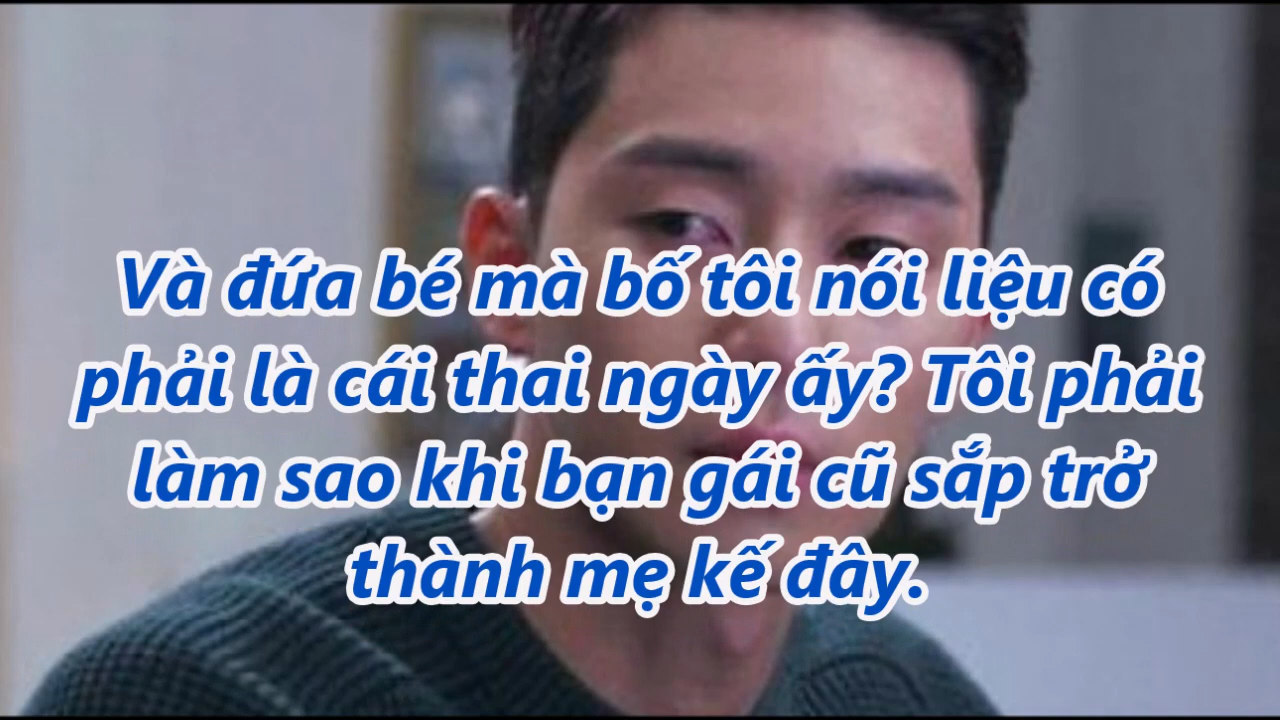 Và đứa bé mà bố tôi nói liệu có
phải là cái thai ngày ấy? Tôi phải
làm sao khi bạn gái cũ sắp trở
thành mẹ kế đây.